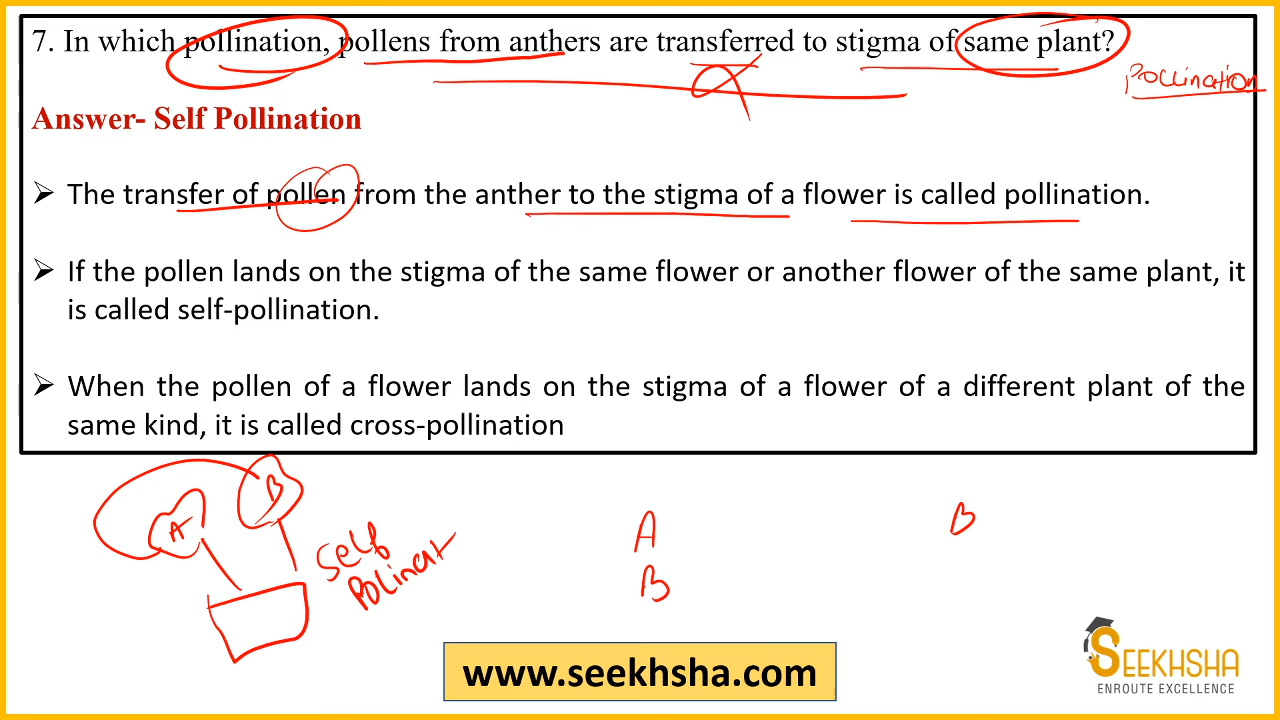 7. In which pollination, pollens from anthers are transferred to stigma of same plant?
Pollination
Answer- Self Pollination
➢ The transfer of pollen from the anther to the stigma of a flower is called pollination.
➢ If the pollen lands on the stigma of the same flower or another flower of the same plant, it
is called self-pollination.
➢ When the pollen of a flower lands on the stigma of a flower of a different plant of the
same kind, it is called cross-pollination
A
B
Self
Polinat
A
B
B
www.seekhsha.com
SEEKHSHA
ENROUTE EXCELLENCE